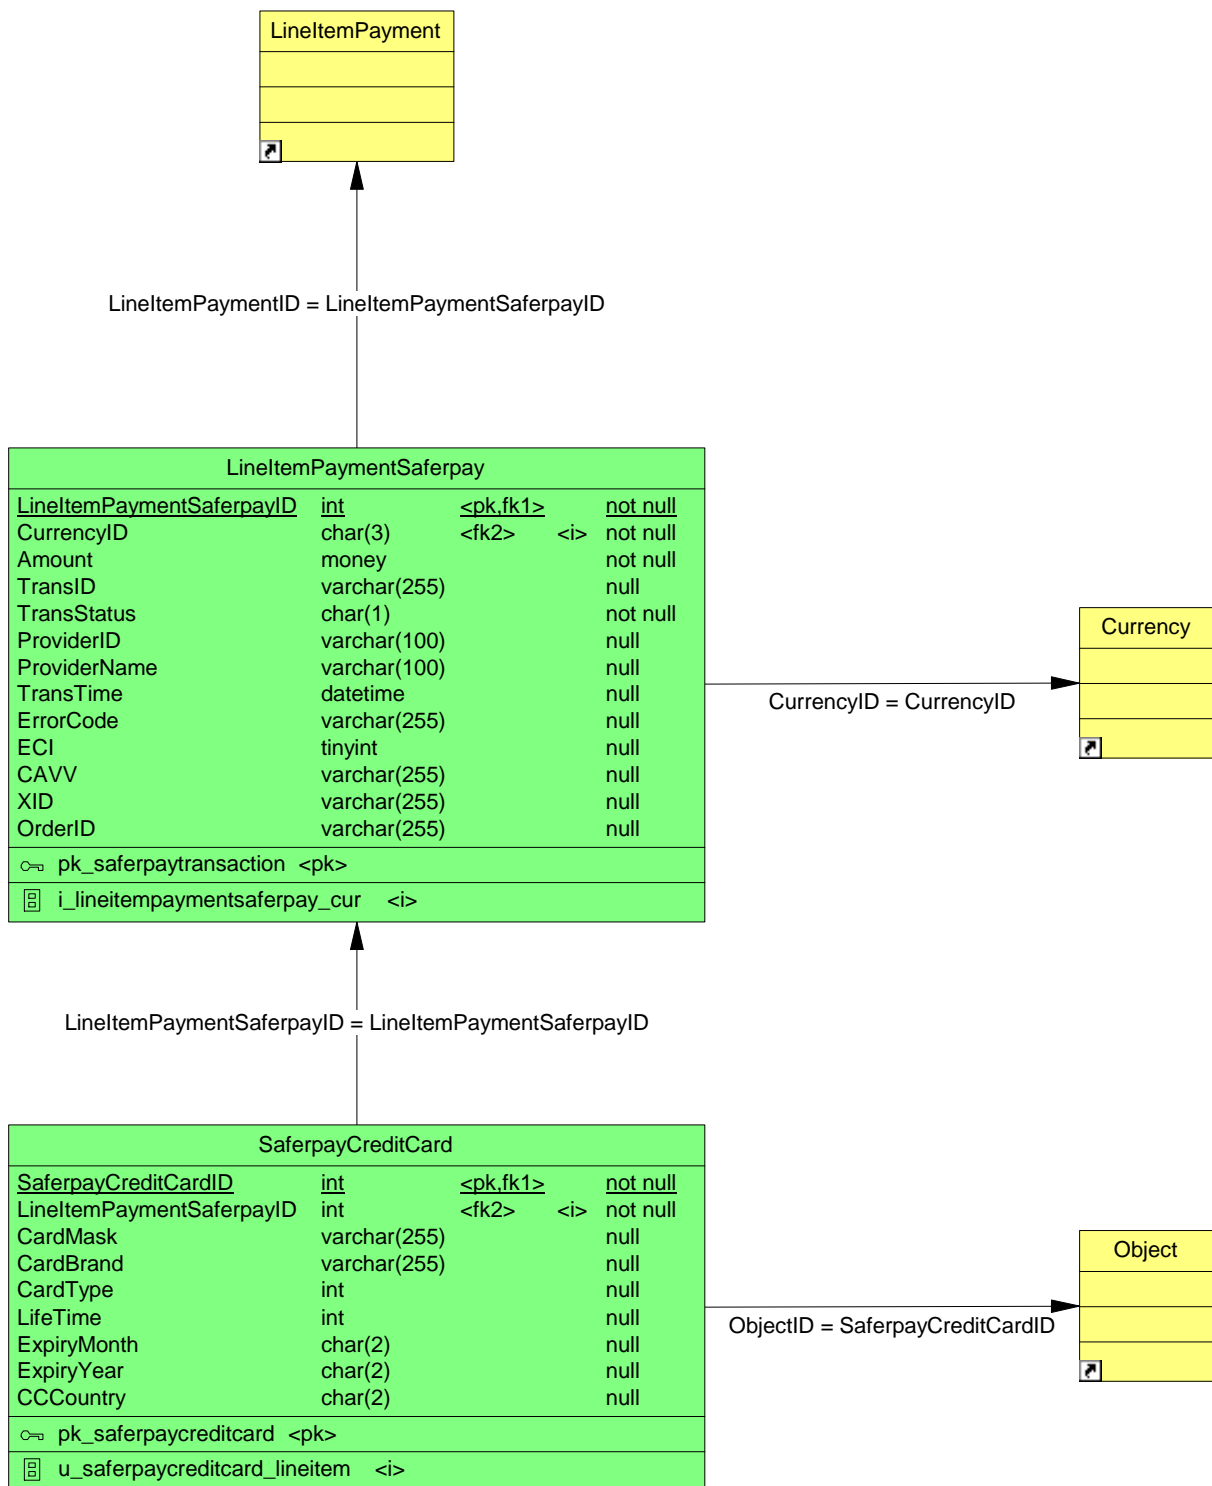 LineItemPayment
LineItemPaymentID = LineItemPaymentSaferpayID
LineItemPaymentSaferpay
LineItemPaymentSaferpayID int <pk,fk1> not null
CurrencyID char(3) <fk2> <i> not null
Amount money not null
TransID varchar(255) null
TransStatus char(1) not null
ProviderID varchar(100) null
ProviderName varchar(100) null
TransTime datetime null
ErrorCode varchar(255) null
ECI tinyint null
CAVV varchar(255) null
XID varchar(255) null
OrderID varchar(255) null
pk_saferpaytransaction <pk>
i_lineitempaymentsaferpay_cur <i>
Currency
CurrencyID = CurrencyID
LineItemPaymentSaferpayID = LineItemPaymentSaferpayID
SaferpayCreditCard
SaferpayCreditCardID int <pk,fk1> not null
LineItemPaymentSaferpayID int <fk2> <i> not null
CardMask varchar(255) null
CardBrand varchar(255) null
CardType int null
LifeTime int null
ExpiryMonth char(2) null
ExpiryYear char(2) null
CCCountry char(2) null
pk_saferpaycreditcard <pk>
u_saferpaycreditcard_lineitem <i>
Object
ObjectID = SaferpayCreditCardID